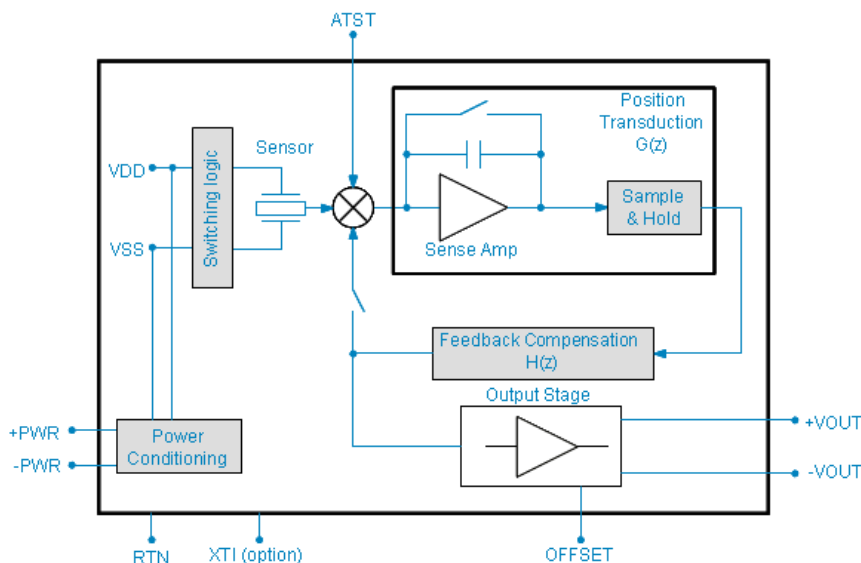 ATST
Position
Transduction
G(z)
Sensor
Switching logic
VDD
VSS
Sample
& Hold
Sense Amp
Feedback Compensation
H(z)
Output Stage
+PWR
-PWR
Power
Conditioning
+VOUT
-VOUT
RTN
XTI (option)
OFFSET